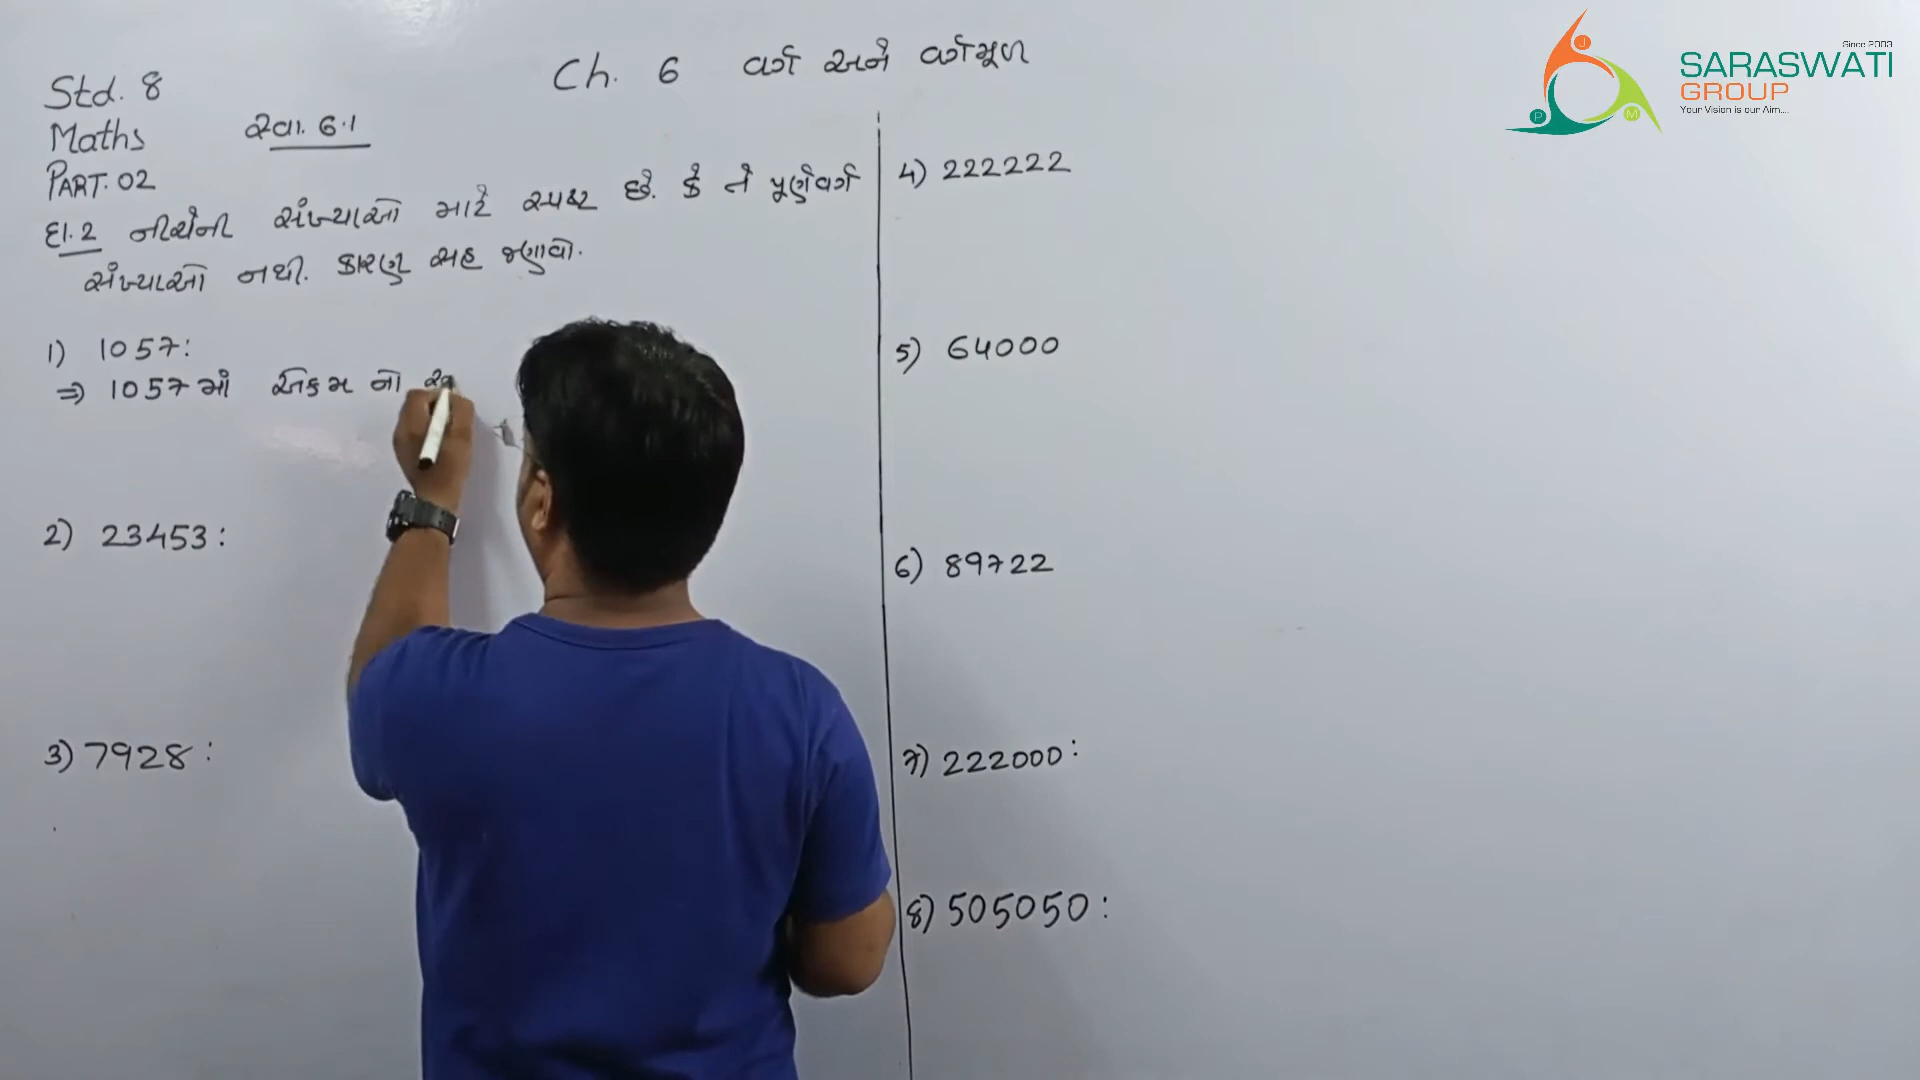 Ch. 6 વર્ગ અને વર્ગમૂળ
Std. 8
Maths
સ્વા. 6.1
PART. 02
દા. 2 નીચેની સંખ્યાઓ માટે સ્પષ્ટ છે. કે તે પૂર્ણવર્ગ
સંખ્યાઓ નથી. કારણ સહ જણાવો.
1) 1057:
⇒ 1057 માં એકમ નો
2) 23453:
3) 7928:
4) 222222
5) 64000
6) 89722
7) 222000:
8) 505050:
Since 2003
SARASWATI
GROUP
Your Vision is our Aim....
J
P
M